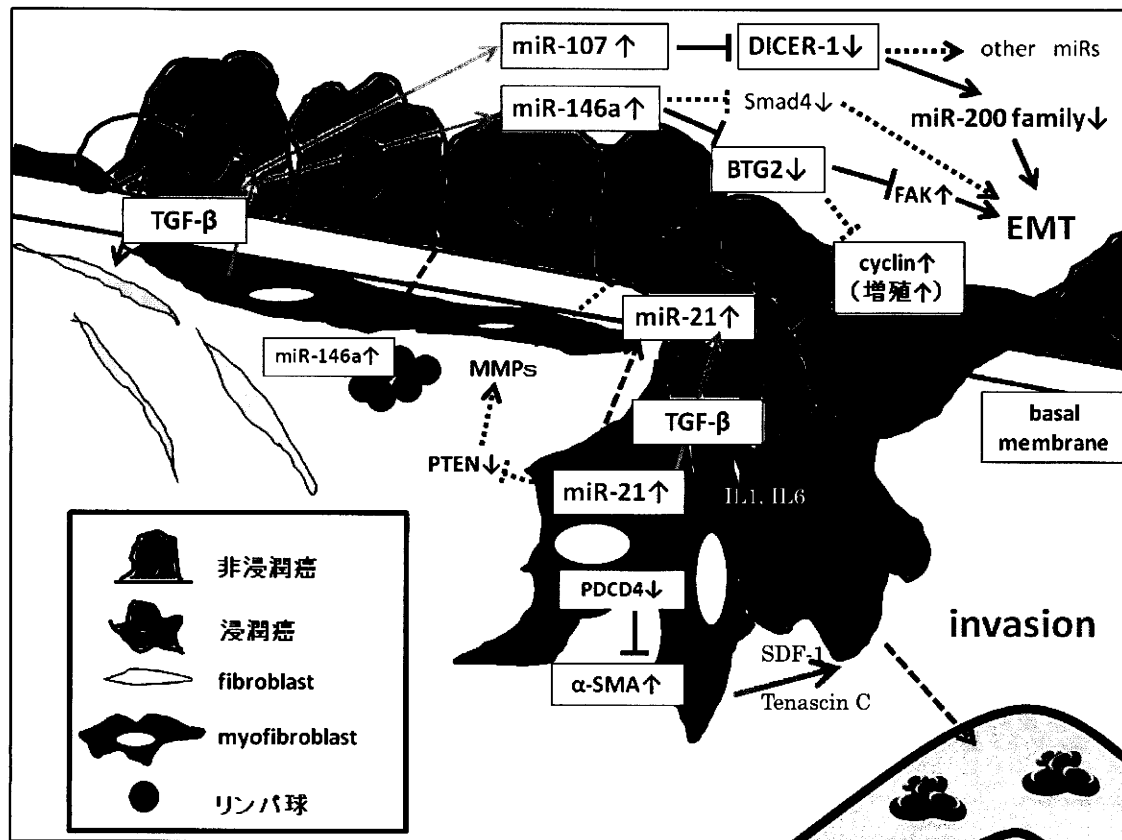 miR-107↑
DICER-1↓
other miRs
miR-146a↑
Smad4↓
miR-200 family↓
BTG2↓
FAK↑
EMT
TGF-β
cyclin↑
(増殖↑)
miR-21↑
miR-146a↑
MMPs
TGF-β
basal
membrane
PTEN↓
miR-21↑
IL1, IL6
PDCD4↓
α-SMA↑
SDF-1
Tenascin C
invasion
非浸潤癌
浸潤癌
fibroblast
myofibroblast
リンパ球